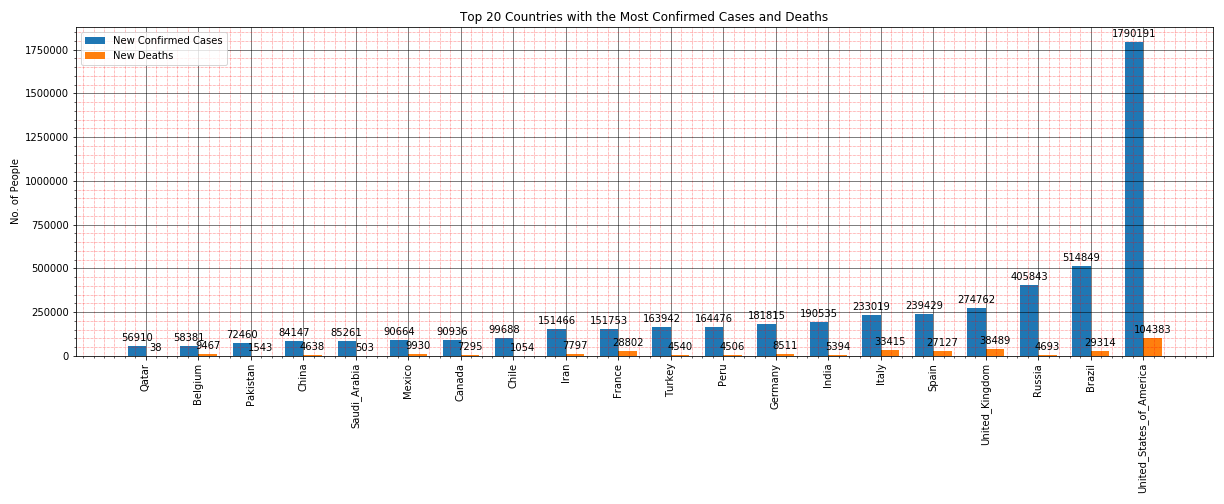 Top 20 Countries with the Most Confirmed Cases and Deaths
New Confirmed Cases
New Deaths
No. of People
1750000
1500000
1250000
1000000
750000
500000
250000
0
56910
38
58381
9467
72460
1543
84147
4638
85261
503
90664
9930
90936
7295
99688
1054
151466
7797
151753
28802
163942
4540
164476
4506
181815
8511
190535
5394
233019
33415
239429
27127
274762
38489
405843
4693
514849
29314
1790191
104383
Qatar
Belgium
Pakistan
China
Saudi_Arabia
Mexico
Canada
Chile
Iran
France
Turkey
Peru
Germany
India
Italy
Spain
United_Kingdom
Russia
Brazil
United_States_of_America